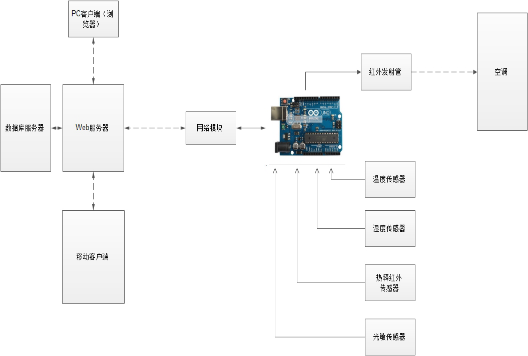 PC客户端（浏
览器）
数据库服务器
Web服务器
网络模块
红外发射管
空调
温度传感器
湿度传感器
热释红外
传感器
光敏传感器
移动客户端